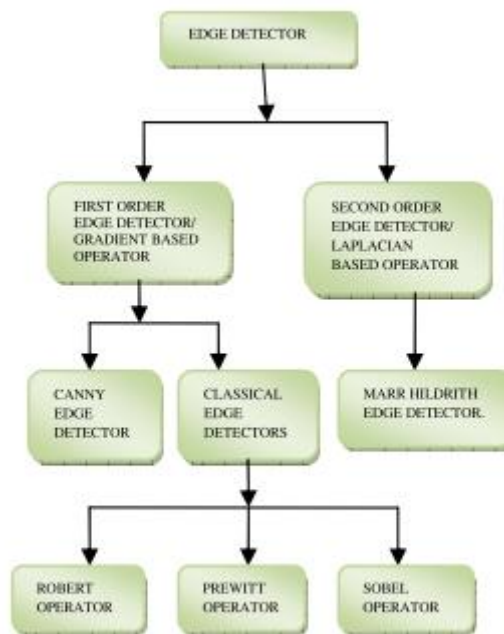 EDGE DETECTOR
FIRST ORDER
EDGE DETECTOR/
GRADIENT BASED
OPERATOR
SECOND ORDER
EDGE DETECTOR/
LAPLACIAN
BASED OPERATOR
CANNY
EDGE
DETECTOR
CLASSICAL
EDGE
DETECTORS
MARR HILDRITH
EDGE DETECTOR.
ROBERT
OPERATOR
PREWITT
OPERATOR
SOBEL
OPERATOR